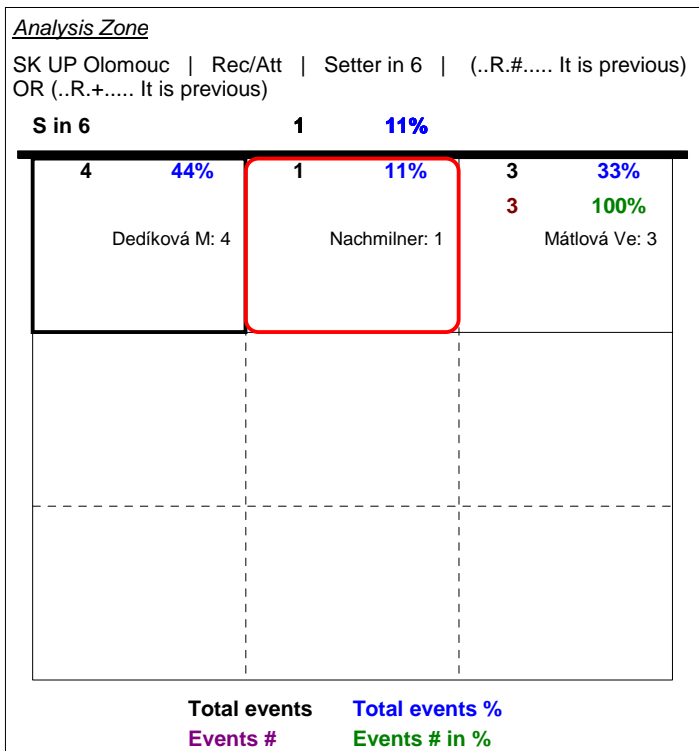 Analysis Zone
SK UP Olomouc | Rec/Att | Setter in 6 | (..R.#..... It is previous)
OR (..R.+..... It is previous)
S in 6 1 11%
4 44% 1 11% 3 33%
3 100%
Dedíková M: 4 Nachmilner: 1 Mátlová Ve: 3
Total events Total events %
Events # Events # in %